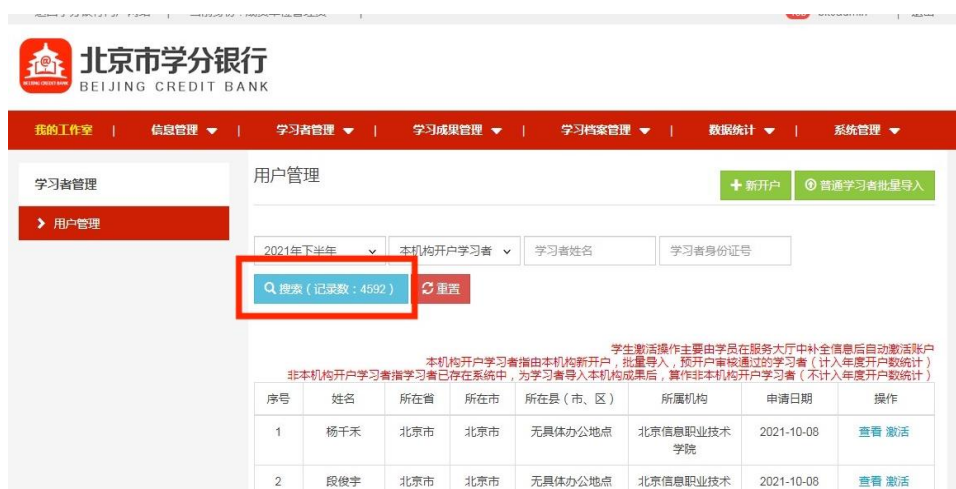 北京市学分银行
BEIJING CREDIT BANK
我的工作室 | 信息管理 | 学习者管理 | 学习成果管理 | 学习档案管理 | 数据统计 | 系统管理
学习者管理
用户管理
用户管理
新开户 普通学习者批量导入
2021年下半年 本机构开户学习者 学习者姓名 学习者身份证号
搜索（记录数：4592） 重置
学生激活操作主要由学员在服务大厅中补全信息后自动激活账户
本机构开户学习者指由本机构新开户，批量导入，预开户审核通过的学习者（计入年度开户数统计）
非本机构开户学习者指学习者已存在系统中，为学习者导入本机构成果后，算作非本机构开户学习者（不计入年度开户数统计）
序号 姓名 所在省 所在市 所在县（市、区） 所属机构 申请日期 操作
1 杨千禾 北京市 北京市 无具体办公地点 北京信息职业技术学院 2021-10-08 查看 激活
2 段俊宇 北京市 北京市 无具体办公地点 北京信息职业技术 2021-10-08 查看 激活